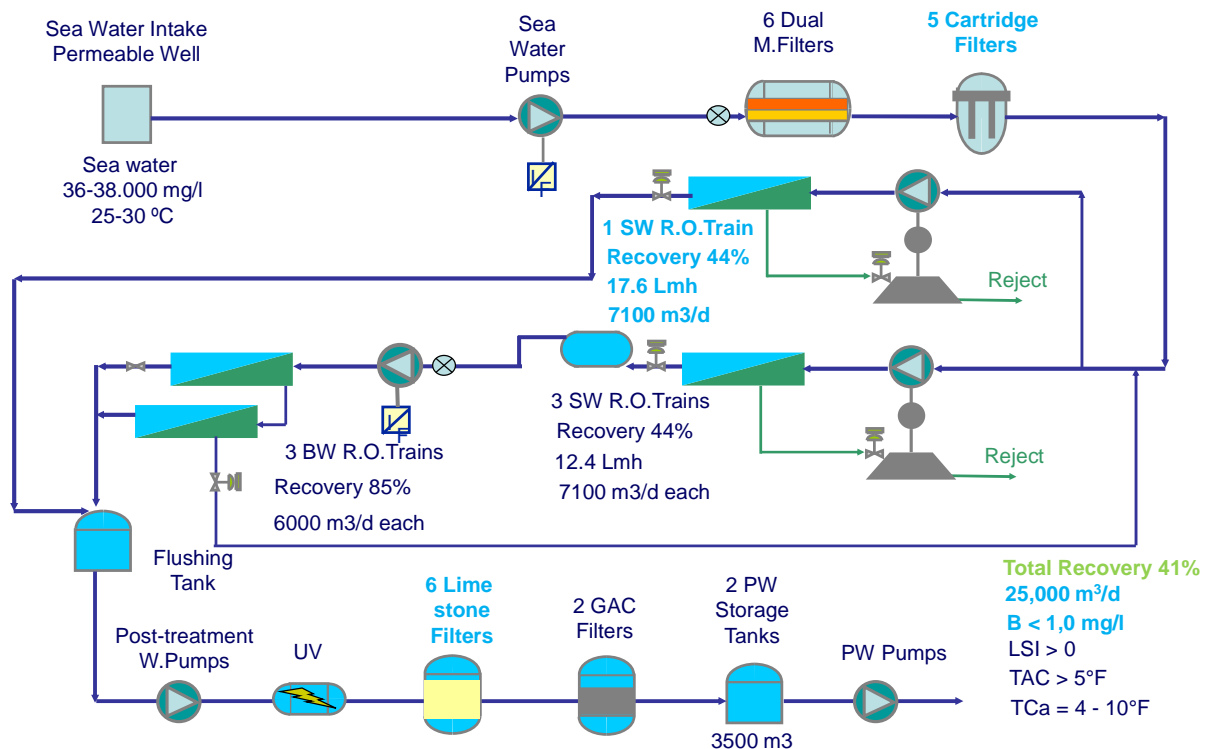 Sea Water Intake
Permeable Well
Sea
Water
Pumps
6 Dual
M.Filters
5 Cartridge
Filters
Sea water
36-38.000 mg/l
25-30 ºC
I/F
1 SW R.O.Train
Recovery 44%
17.6 Lmh
7100 m3/d
Reject
3 SW R.O.Trains
Recovery 44%
12.4 Lmh
7100 m3/d each
Reject
I/F
3 BW R.O.Trains
Recovery 85%
6000 m3/d each
Flushing
Tank
Post-treatment
W.Pumps
UV
6 Lime
stone
Filters
2 GAC
Filters
2 PW
Storage
Tanks
3500 m3
PW Pumps
Total Recovery 41%
25,000 m³/d
B < 1,0 mg/l
LSI > 0
TAC > 5°F
TCa = 4 - 10°F